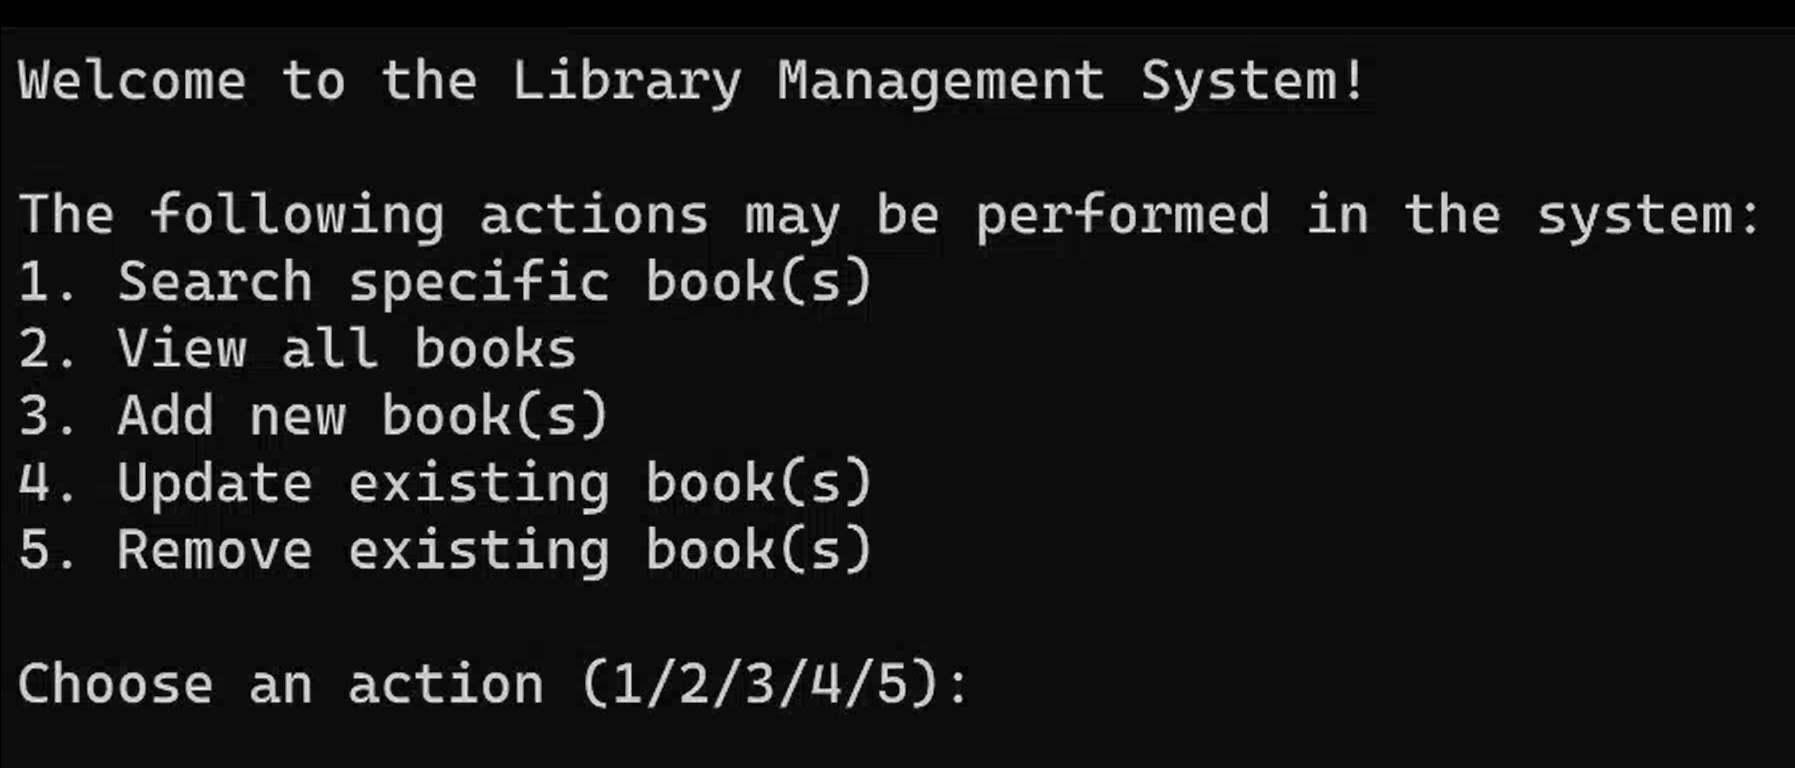 Welcome to the Library Management System!
The following actions may be performed in the system:
1. Search specific book(s)
2. View all books
3. Add new book(s)
4. Update existing book(s)
5. Remove existing book(s)
Choose an action (1/2/3/4/5):